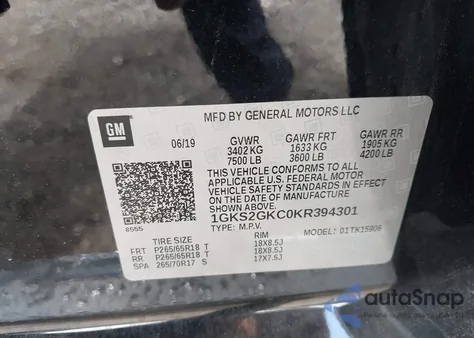 MFD BY GENERAL MOTORS LLC
GM
06/19 GVWR GAWR FRT GAWR RR
3402 KG 1633 KG 1905 KG
7500 LB 3600 LB 4200 LB
THIS VEHICLE CONFORMS TO ALL
APPLICABLE U.S. FEDERAL MOTOR
VEHICLE SAFETY STANDARDS IN EFFECT
ON THE DATE OF MANUFACTURE
SHOWN ABOVE.
1GKS2GKC0KR394301
TYPE: M.P.V. MODEL: 01TK15906
TIRE SIZE RIM
FRT P265/65R18 T 18X8.5J
RR P265/65R18 T 18X8.5J
SPA 265/70R17 S 17X7.5J
autoSnap